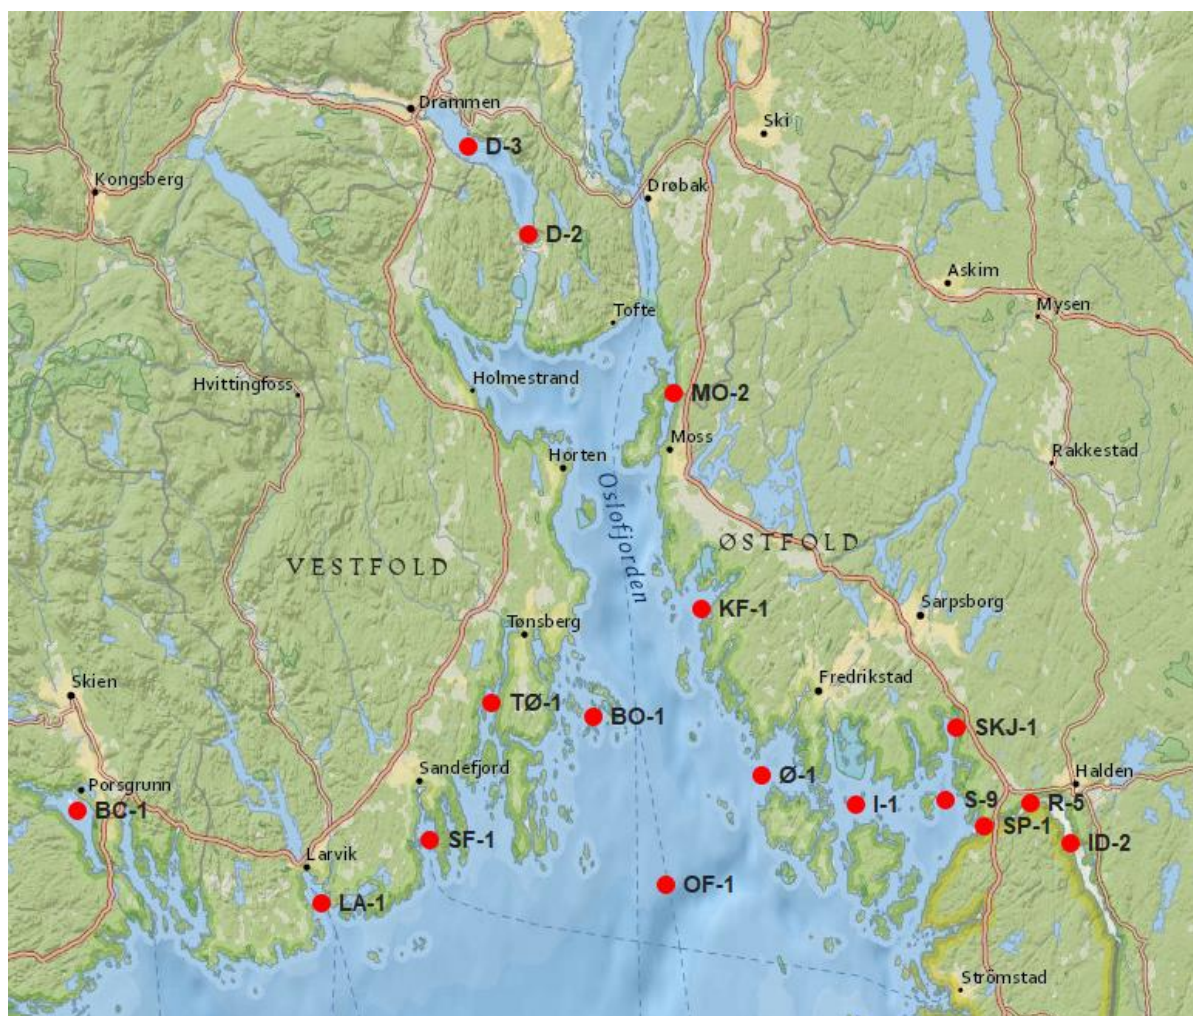 Drammen
Ski
D-3
Kongsberg
Drøbak
D-2
Askim
Mysen
Tofte
Holmestrand
Hvittingfoss
MO-2
Moss
Rakkestad
Horten
Oslofjorden
ØSTFOLD
VESTFOLD
KF-1
Sarpsborg
Tønsberg
Skien
Fredrikstad
TØ-1
BO-1
SKJ-1
Sandefjord
Ø-1
Halden
Porsgrunn
BC-1
I-1
S-9
R-5
SP-1
SF-1
ID-2
Larvik
OF-1
LA-1
Strömstad